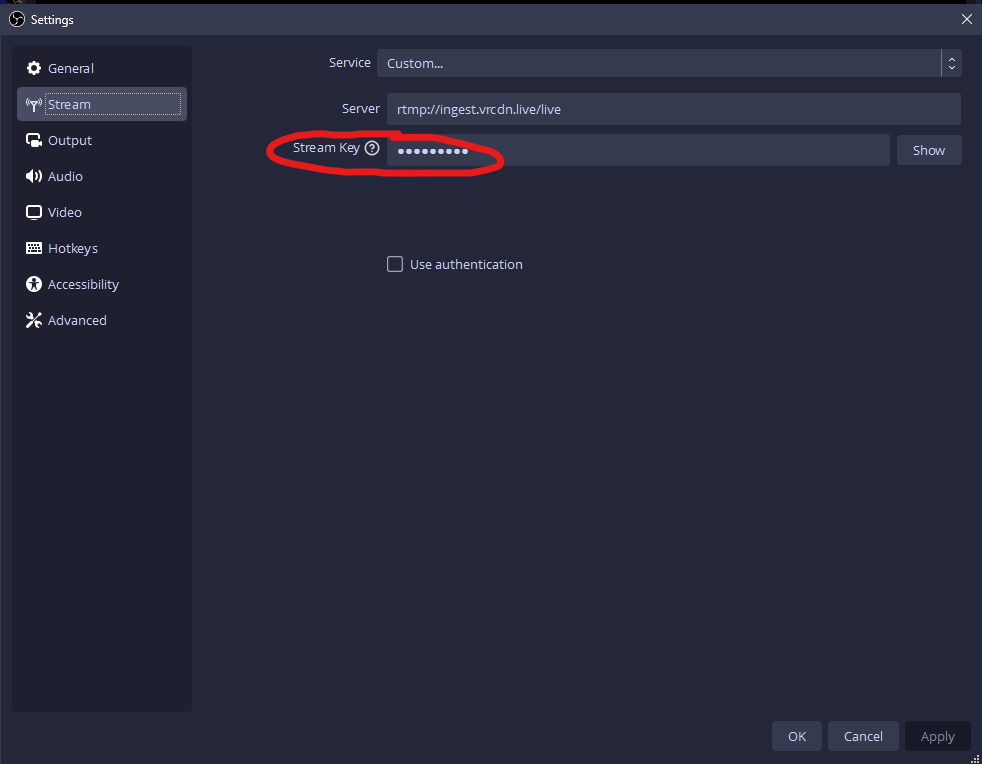 Settings
General
Stream
Output
Audio
Video
Hotkeys
Accessibility
Advanced
Service Custom...
Server rtmp://ingest.vrcdn.live/live
Stream Key ? ••••••••• Show
Use authentication
OK Cancel Apply